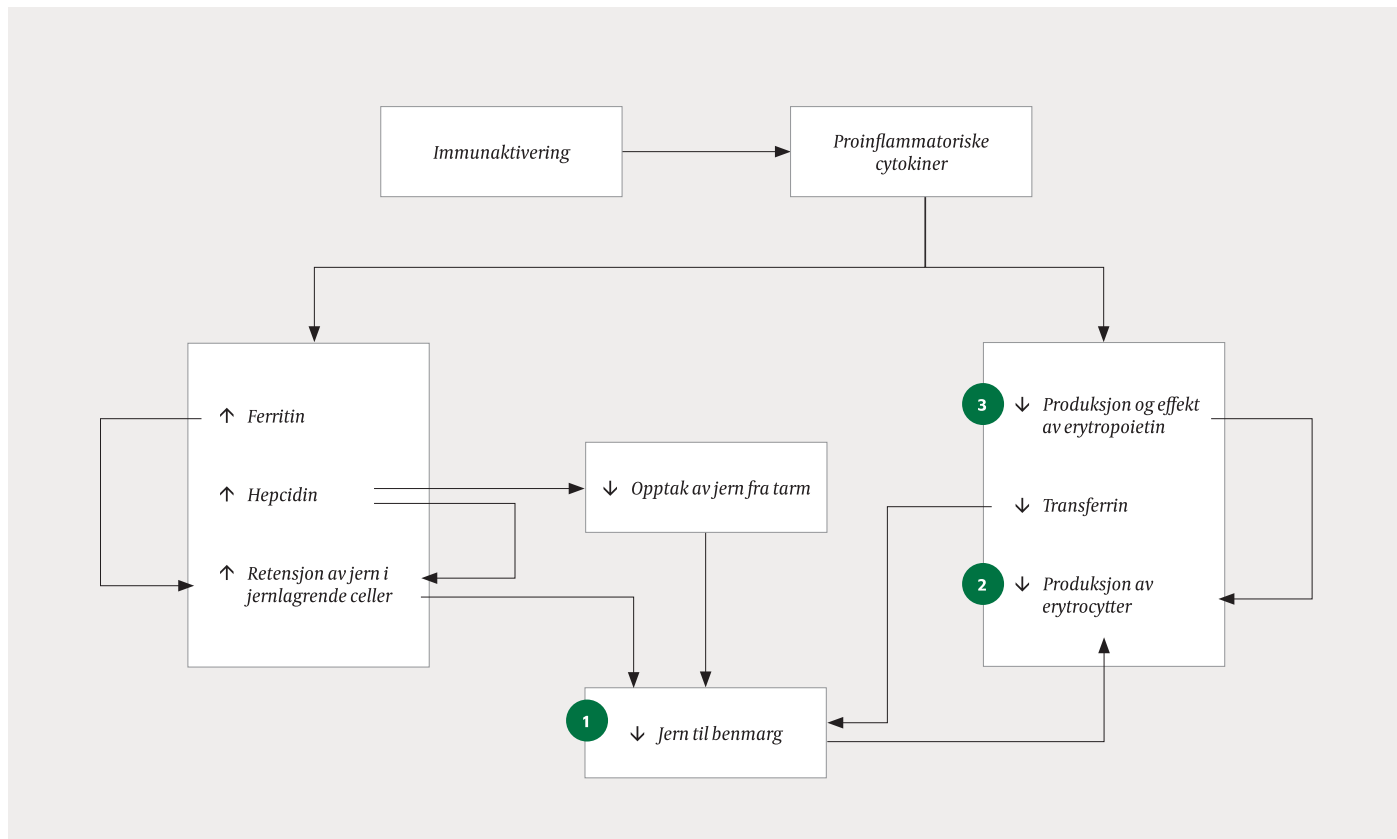 Immunaktivering
Proinflammatoriske
cytokiner
↑ Ferritin
↑ Hepcidin
↑ Retensjon av jern i
jernlagrende celler
↓ Opptak av jern fra tarm
3 ↓ Produksjon og effekt
av erytropoietin
↓ Transferrin
2 ↓ Produksjon av
erytrocytter
1 ↓ Jern til benmarg